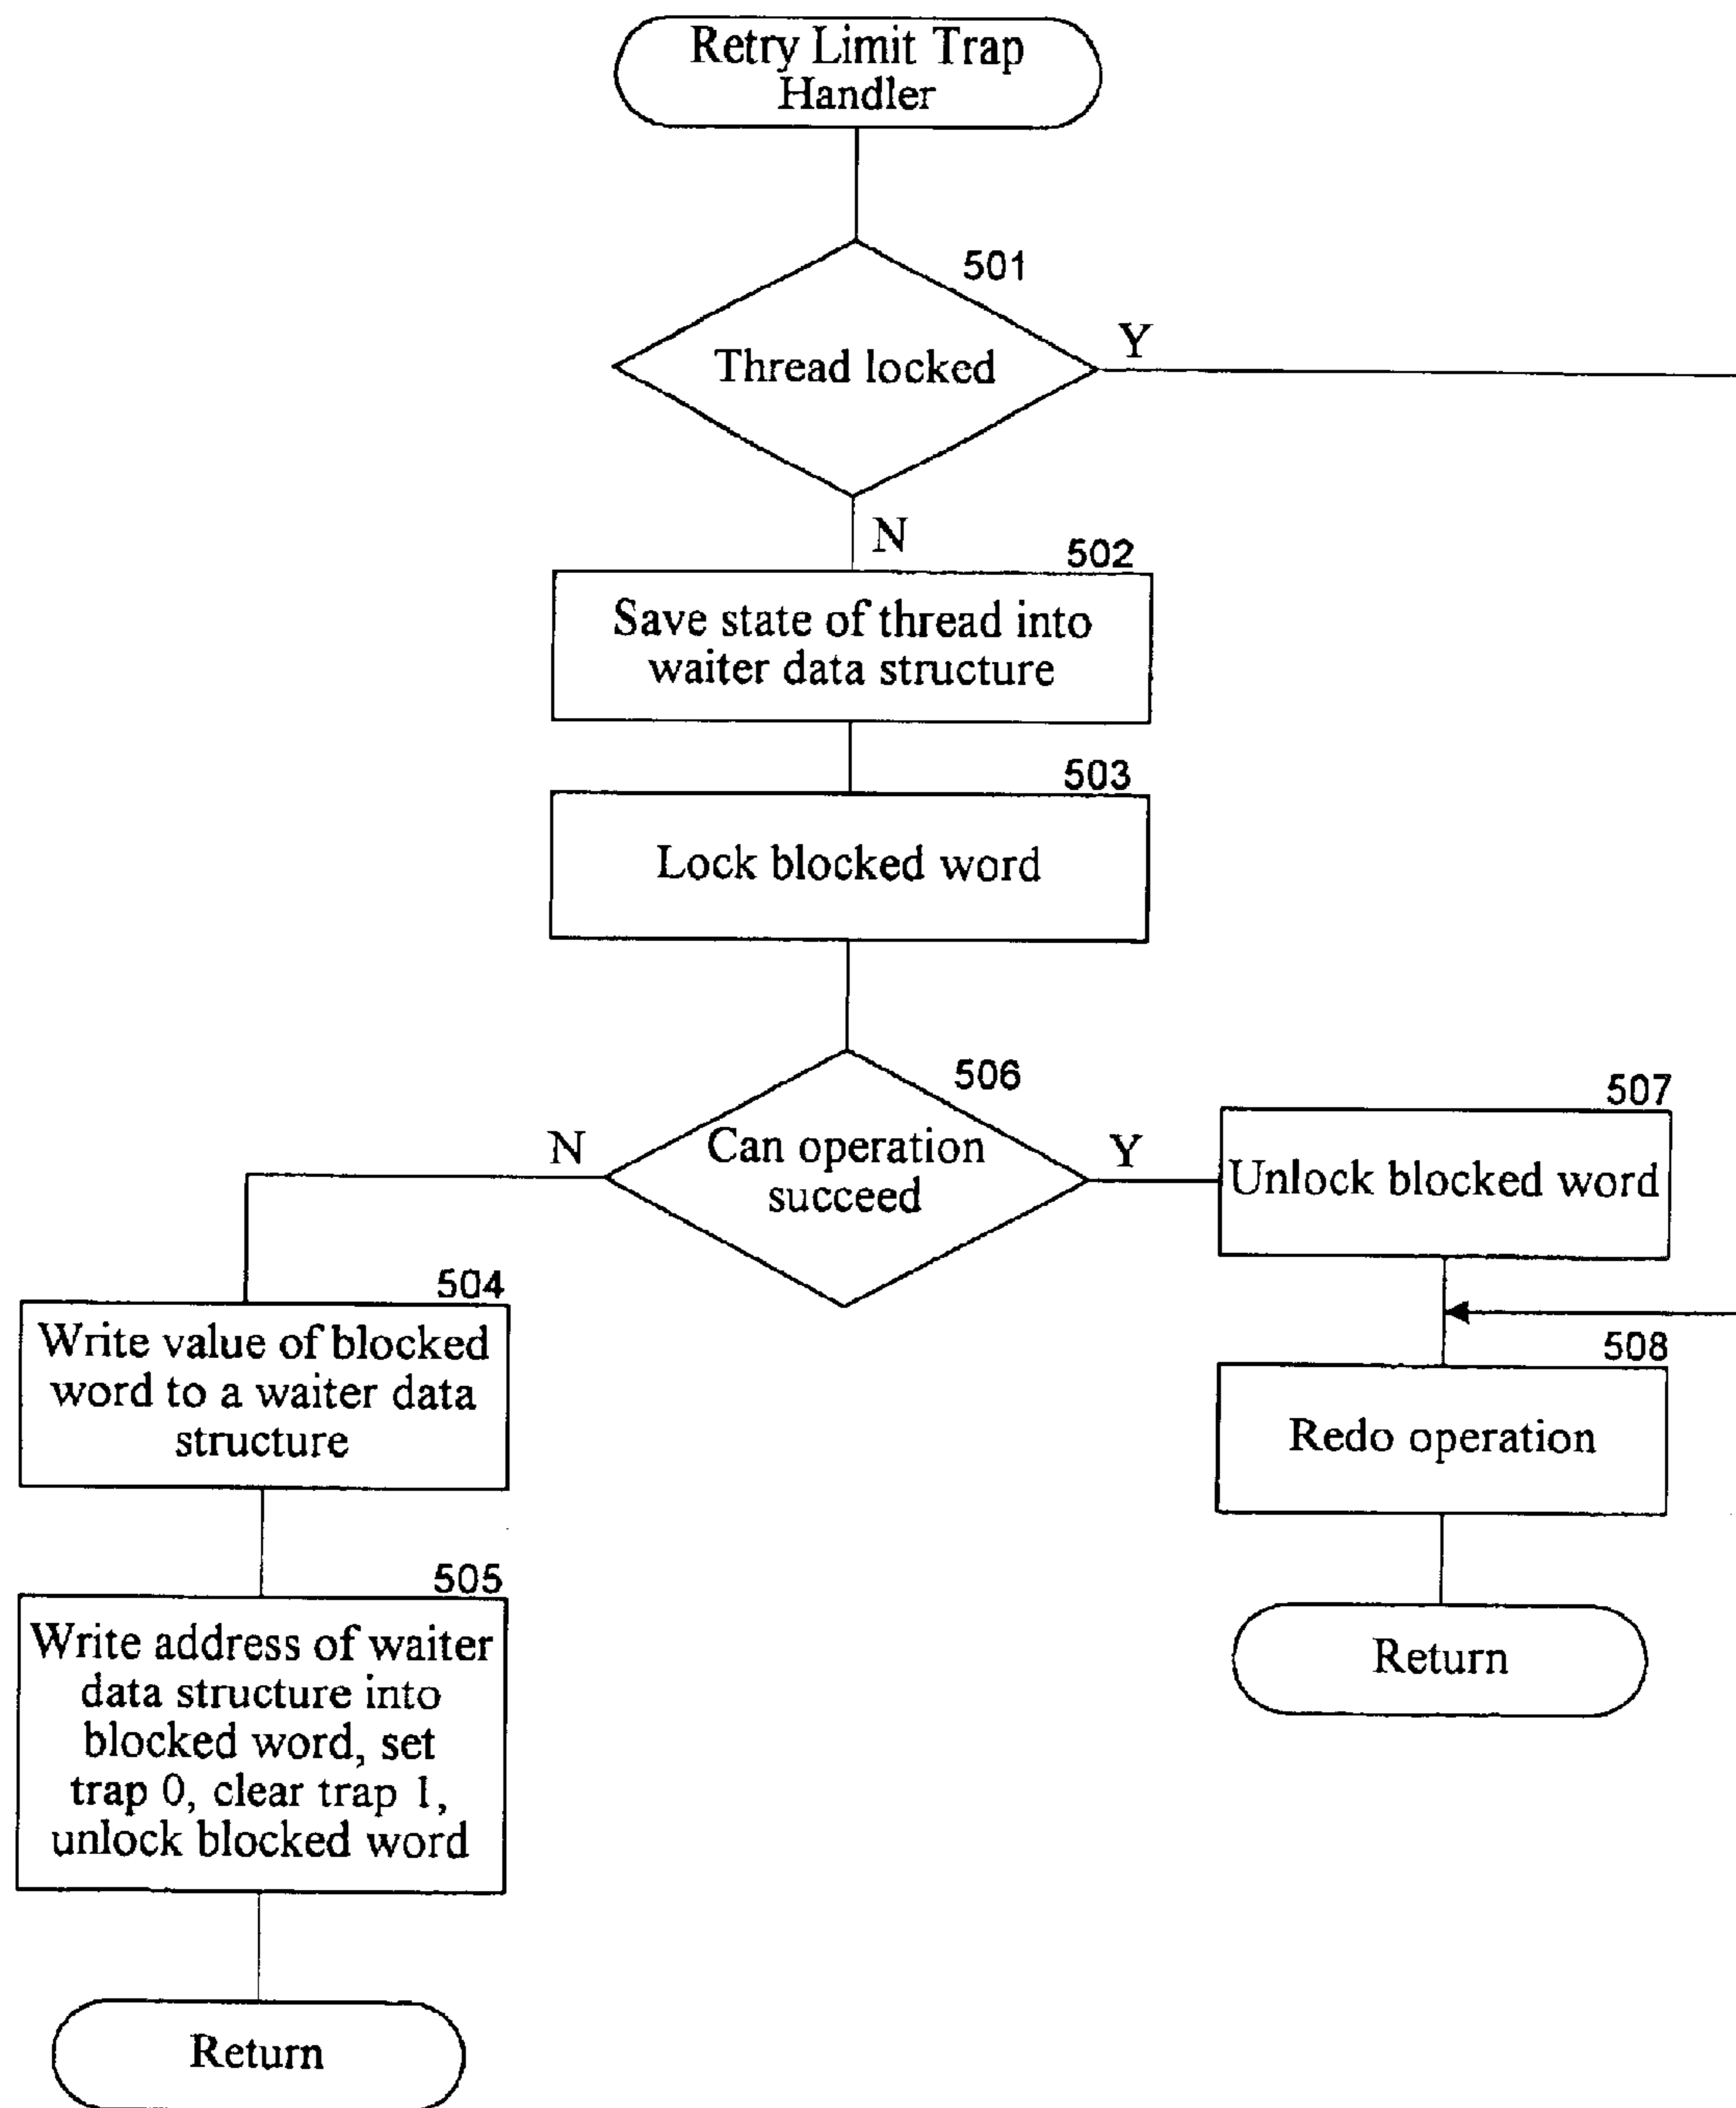 Retry Limit Trap
Handler
501
Thread locked
Y
N
502
Save state of thread into
waiter data structure
503
Lock blocked word
506
Can operation
succeed
N
Y
507
Unlock blocked word
504
Write value of blocked
word to a waiter data
structure
508
Redo operation
505
Write address of waiter
data structure into
blocked word, set
trap 0, clear trap 1,
unlock blocked word
Return
Return